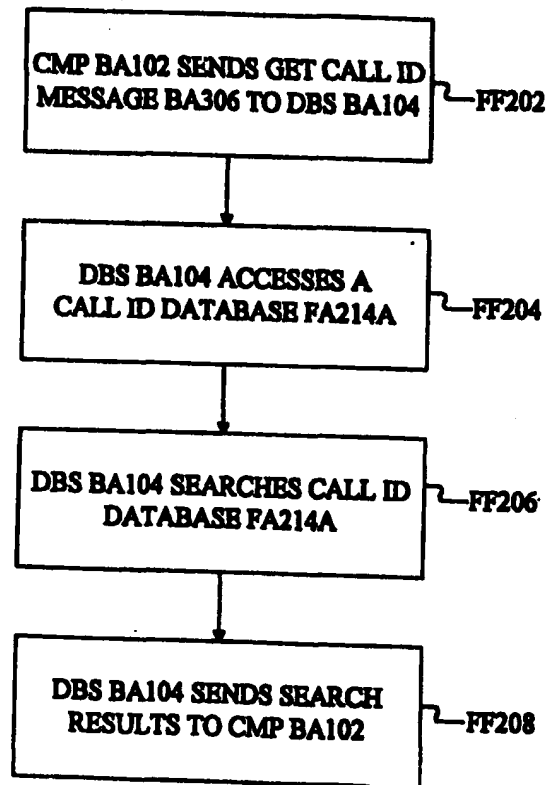 CMP BA102 SENDS GET CALL ID
MESSAGE BA306 TO DBS BA104
FF202
DBS BA104 ACCESSES A
CALL ID DATABASE FA214A
FF204
DBS BA104 SEARCHES CALL ID
DATABASE FA214A
FF206
DBS BA104 SENDS SEARCH
RESULTS TO CMP BA102
FF208